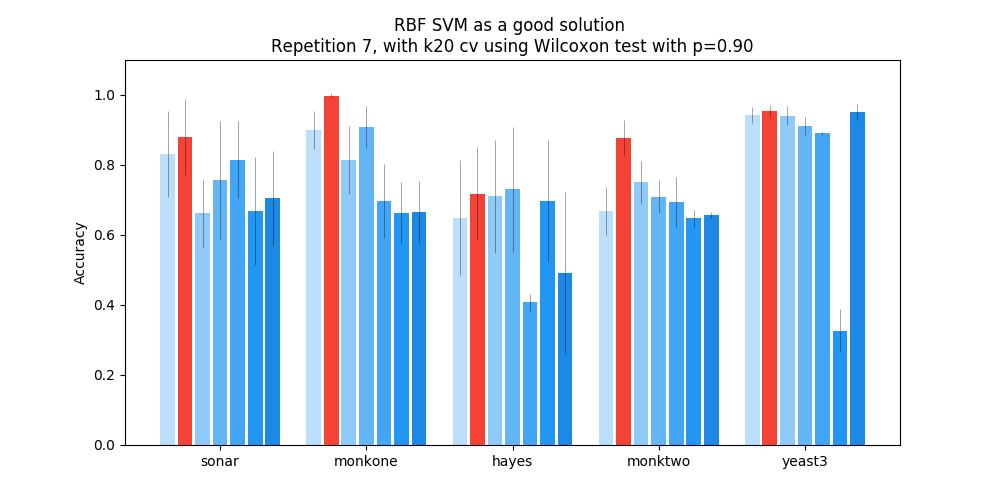 RBF SVM as a good solution
Repetition 7, with k20 cv using Wilcoxon test with p=0.90
Accuracy
1.0
0.8
0.6
0.4
0.2
0.0
sonar
monkone
hayes
monktwo
yeast3